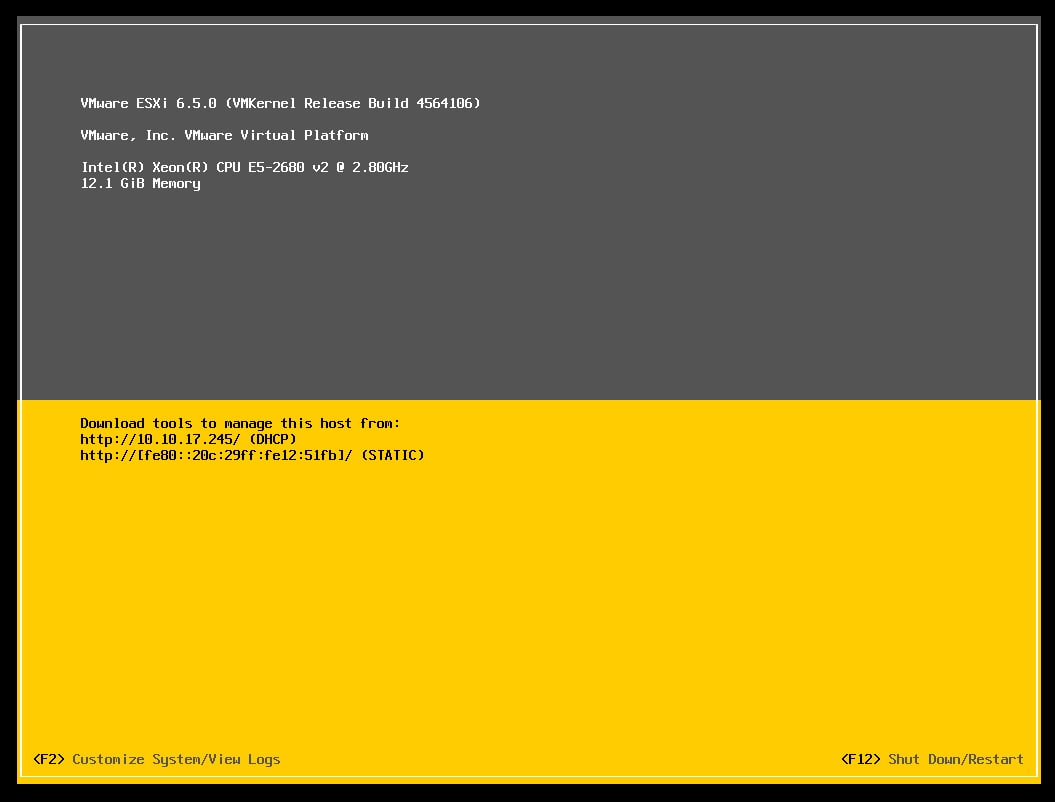 VMware ESXi 6.5.0 (VMKernel Release Build 4564106)
VMware, Inc. VMware Virtual Platform
Intel(R) Xeon(R) CPU E5-2680 v2 @ 2.80GHz
12.1 GiB Memory
Download tools to manage this host from:
http://10.10.17.245/ (DHCP)
http://[fe80::20c:29ff:fe12:51fb]/ (STATIC)
<F2> Customize System/View Logs
<F12> Shut Down/Restart